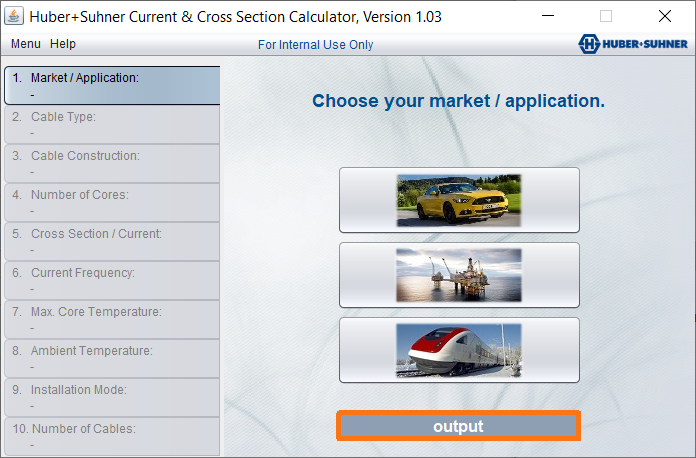 Huber+Suhner Current & Cross Section Calculator, Version 1.03
Menu Help For Internal Use Only HUBER+SUHNER
1. Market / Application:
-
2. Cable Type:
-
3. Cable Construction:
-
4. Number of Cores:
-
5. Cross Section / Current:
-
6. Current Frequency:
-
7. Max. Core Temperature:
-
8. Ambient Temperature:
-
9. Installation Mode:
-
10. Number of Cables:
-
Choose your market / application.
output